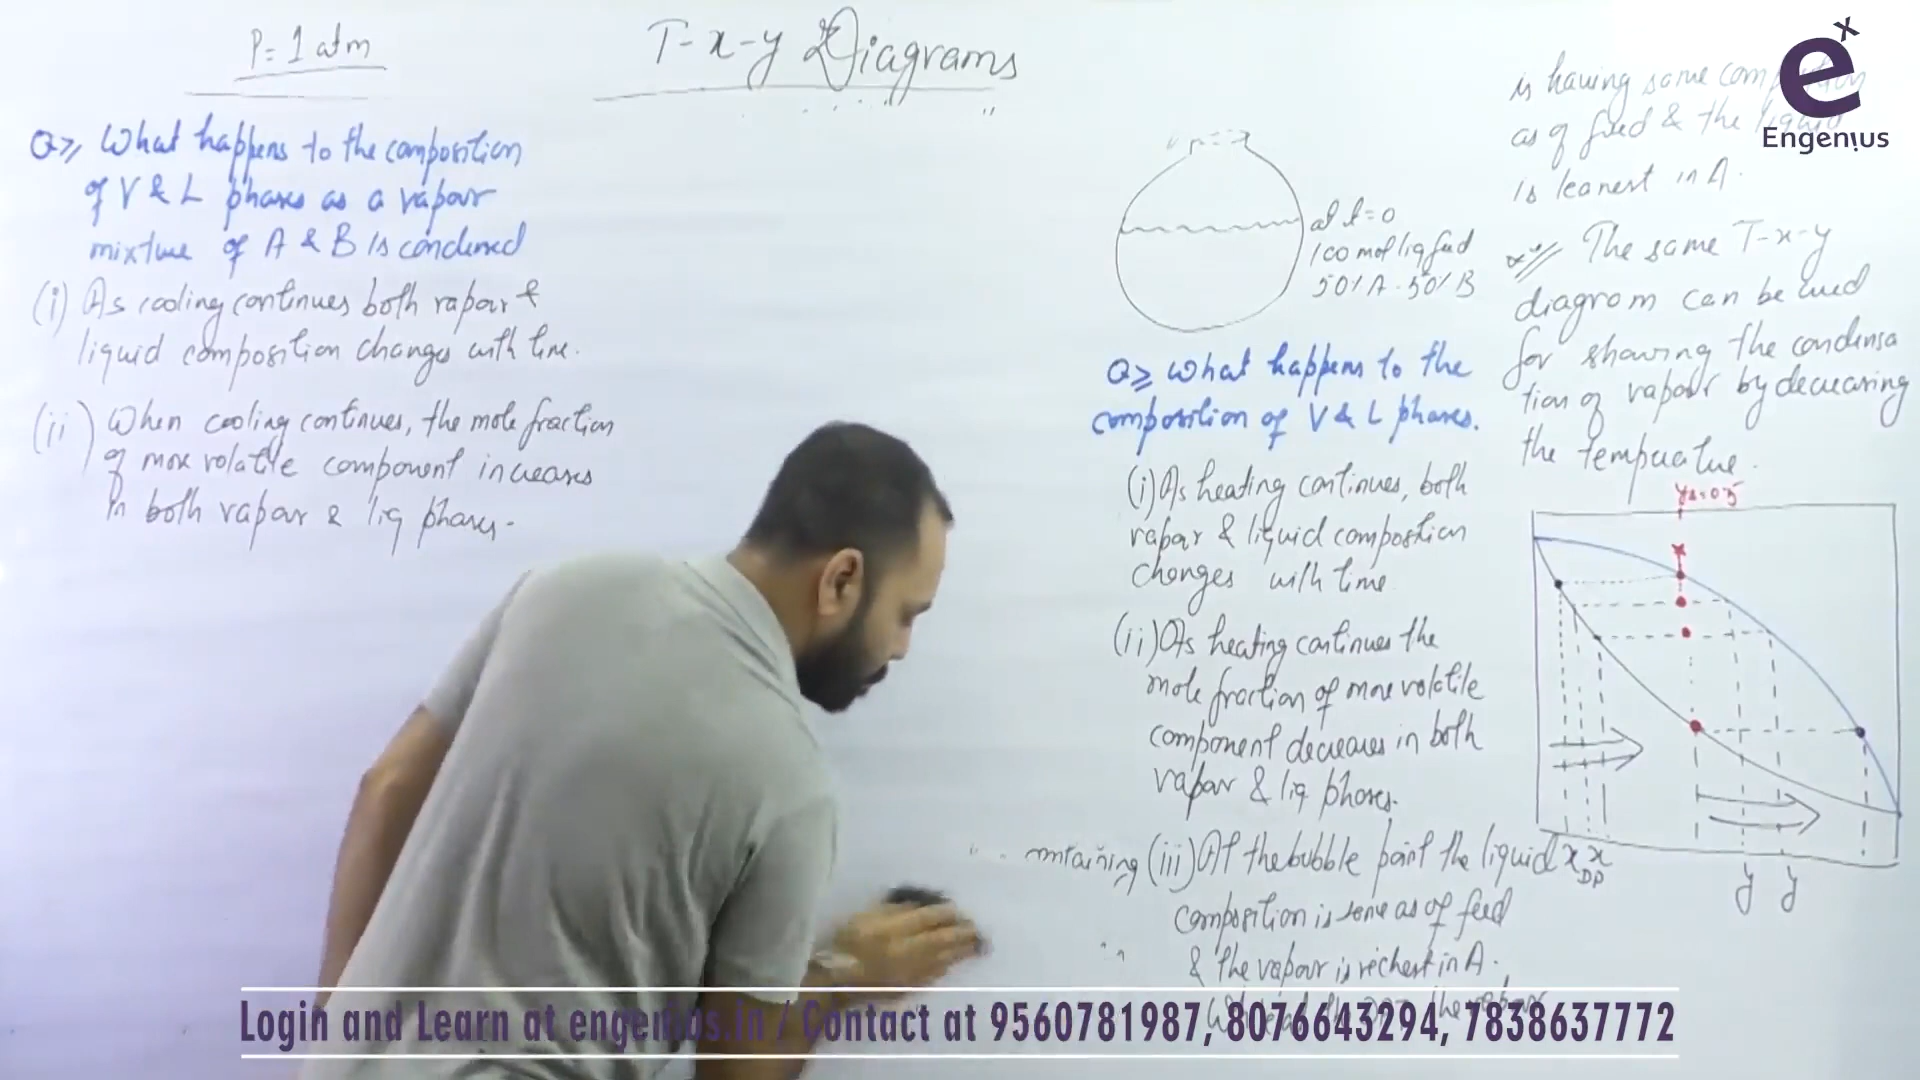 P = 1 atm
T-x-y Diagrams
Q⇒ What happens to the composition
of V & L phases as a vapour
mixture of A & B is condensed
(i) As cooling continues both vapour &
liquid composition changes with time.
(ii) When cooling continues, the mole fraction
of more volatile component increases
in both vapour & liq phases.
at t=0
100 mol liq feed
50% A - 50% B
Q⇒ What happens to the
composition of V & L phases.
(i) As heating continues, both
vapour & liquid composition
changes with time
(ii) As heating continues the
mole fraction of more volatile
component decreases in both
vapour & liq phases.
containing
(iii) At the bubble point the liquid
composition is same as of feed
& the vapour is richest in A.
the vapour
is having same composition
as of feed & the liquid
is leanest in A.
The same T-x-y
diagram can be used
for showing the condensa
tion of vapour by decreasing
the temperature.
x x
DP
y y
ex
Engenius
Login and Learn at engenius.in / Contact at 9560781987, 8076643294, 7838637772